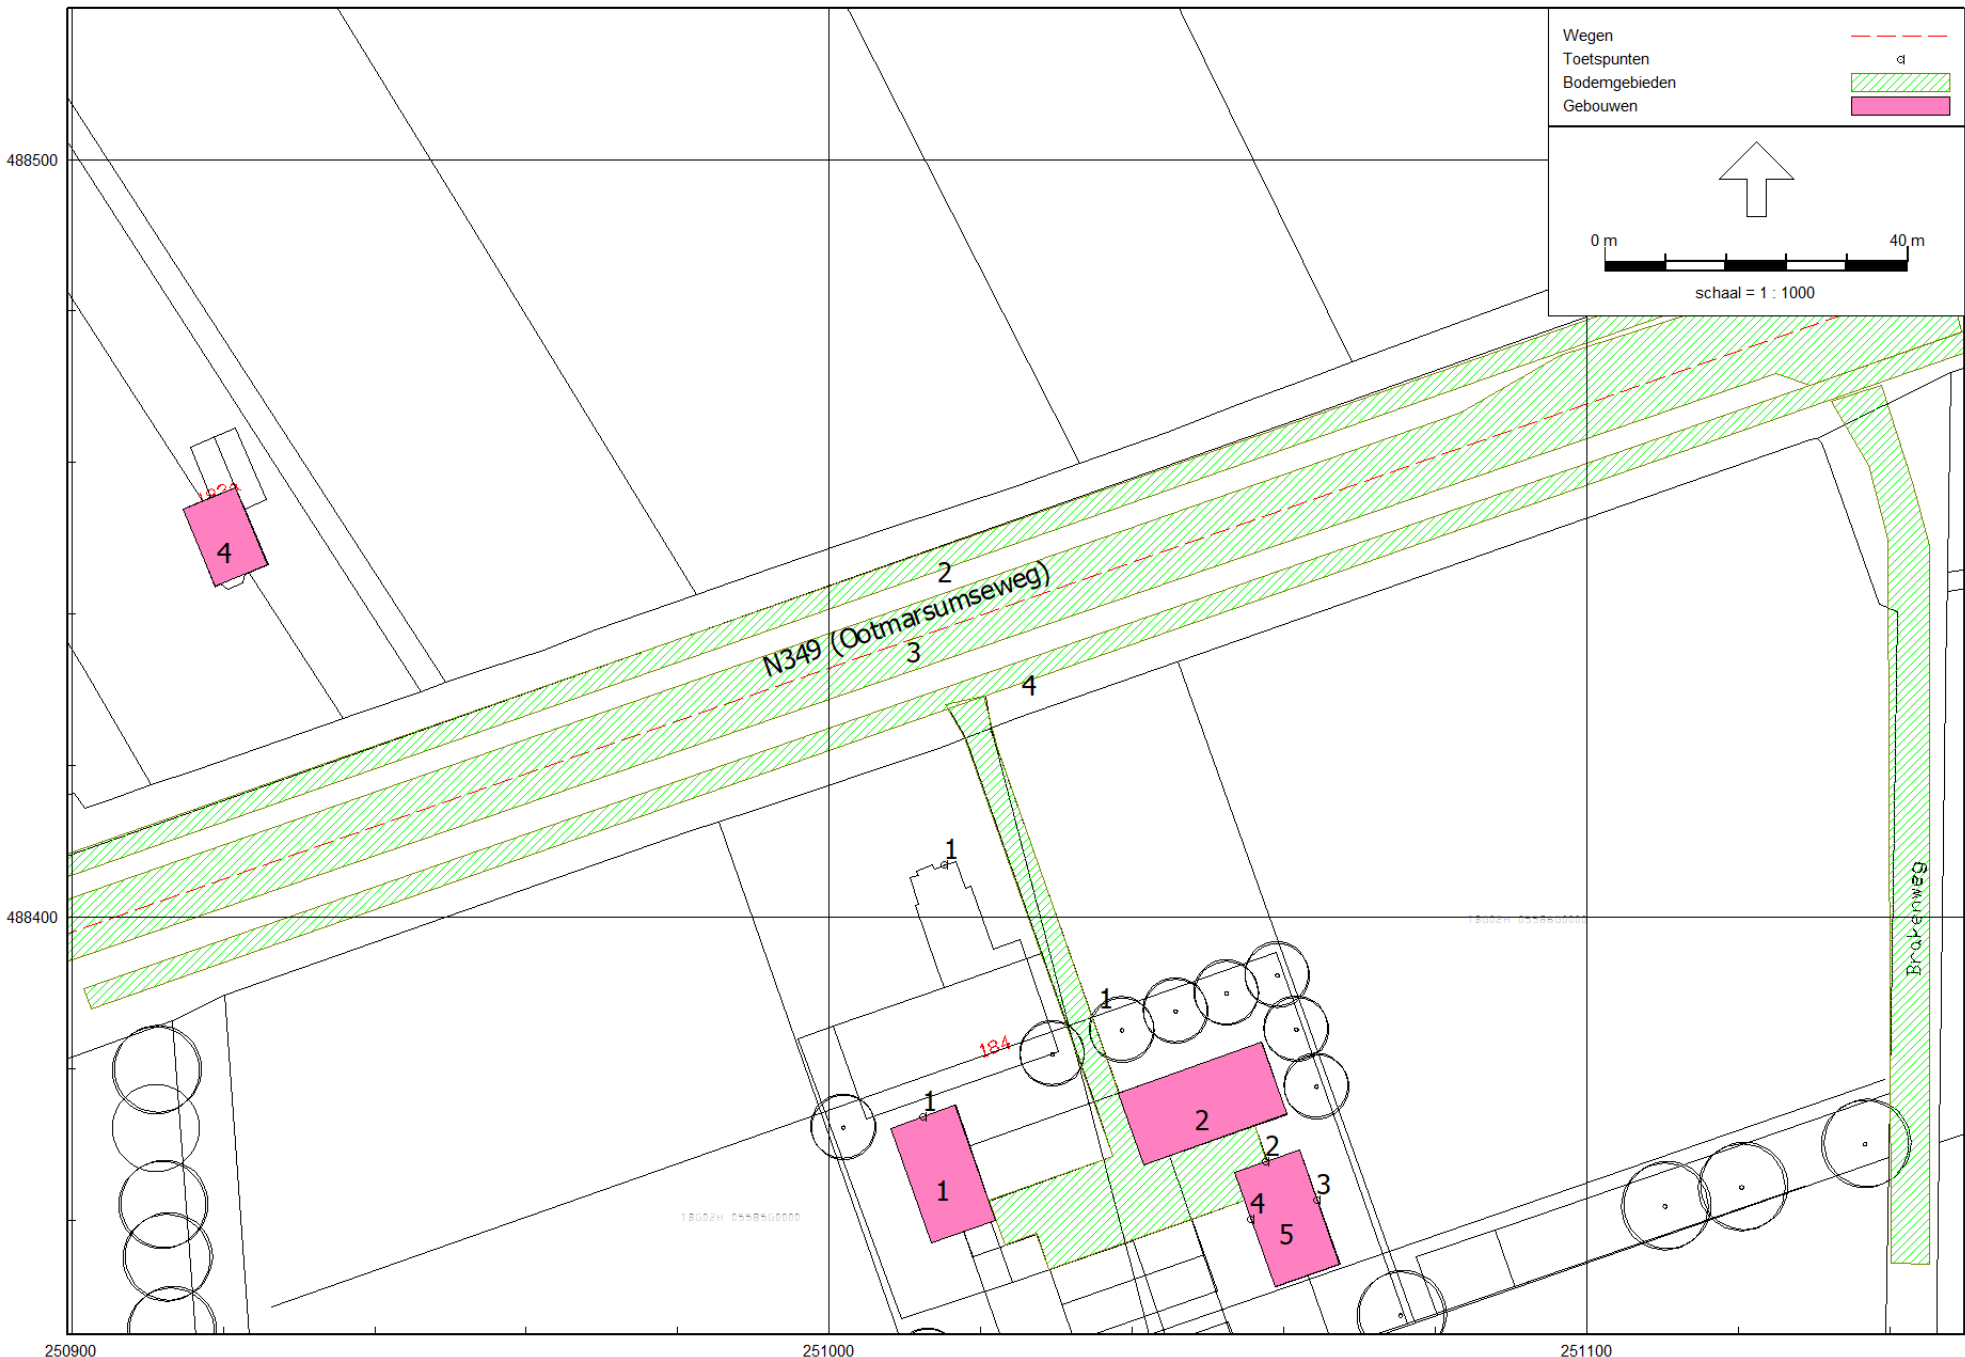 Wegen
Toetspunten
Bodemgebieden
Gebouwen
0 m 40 m
schaal = 1 : 1000
488500
4
2
N349 (Ootmarsumseweg)
3
4
1
488400
Brakenweg
1
184
1
2
2
1
3
4
5
250900 251000 251100